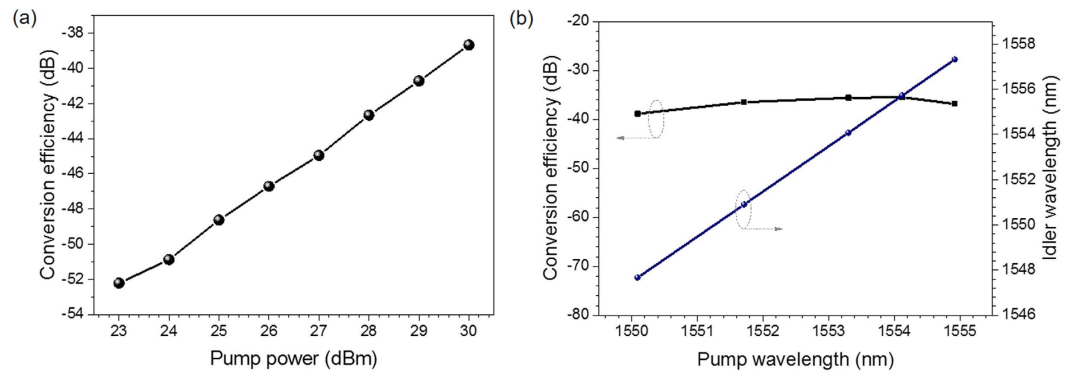 (a)
Conversion efficiency (dB)
-38
-40
-42
-44
-46
-48
-50
-52
-54
23 24 25 26 27 28 29 30
Pump power (dBm)
(b)
Conversion efficiency (dB)
-20
-30
-40
-50
-60
-70
-80
1550 1551 1552 1553 1554 1555
Pump wavelength (nm)
1558
1556
1554
1552
1550
1548
1546
Idler wavelength (nm)